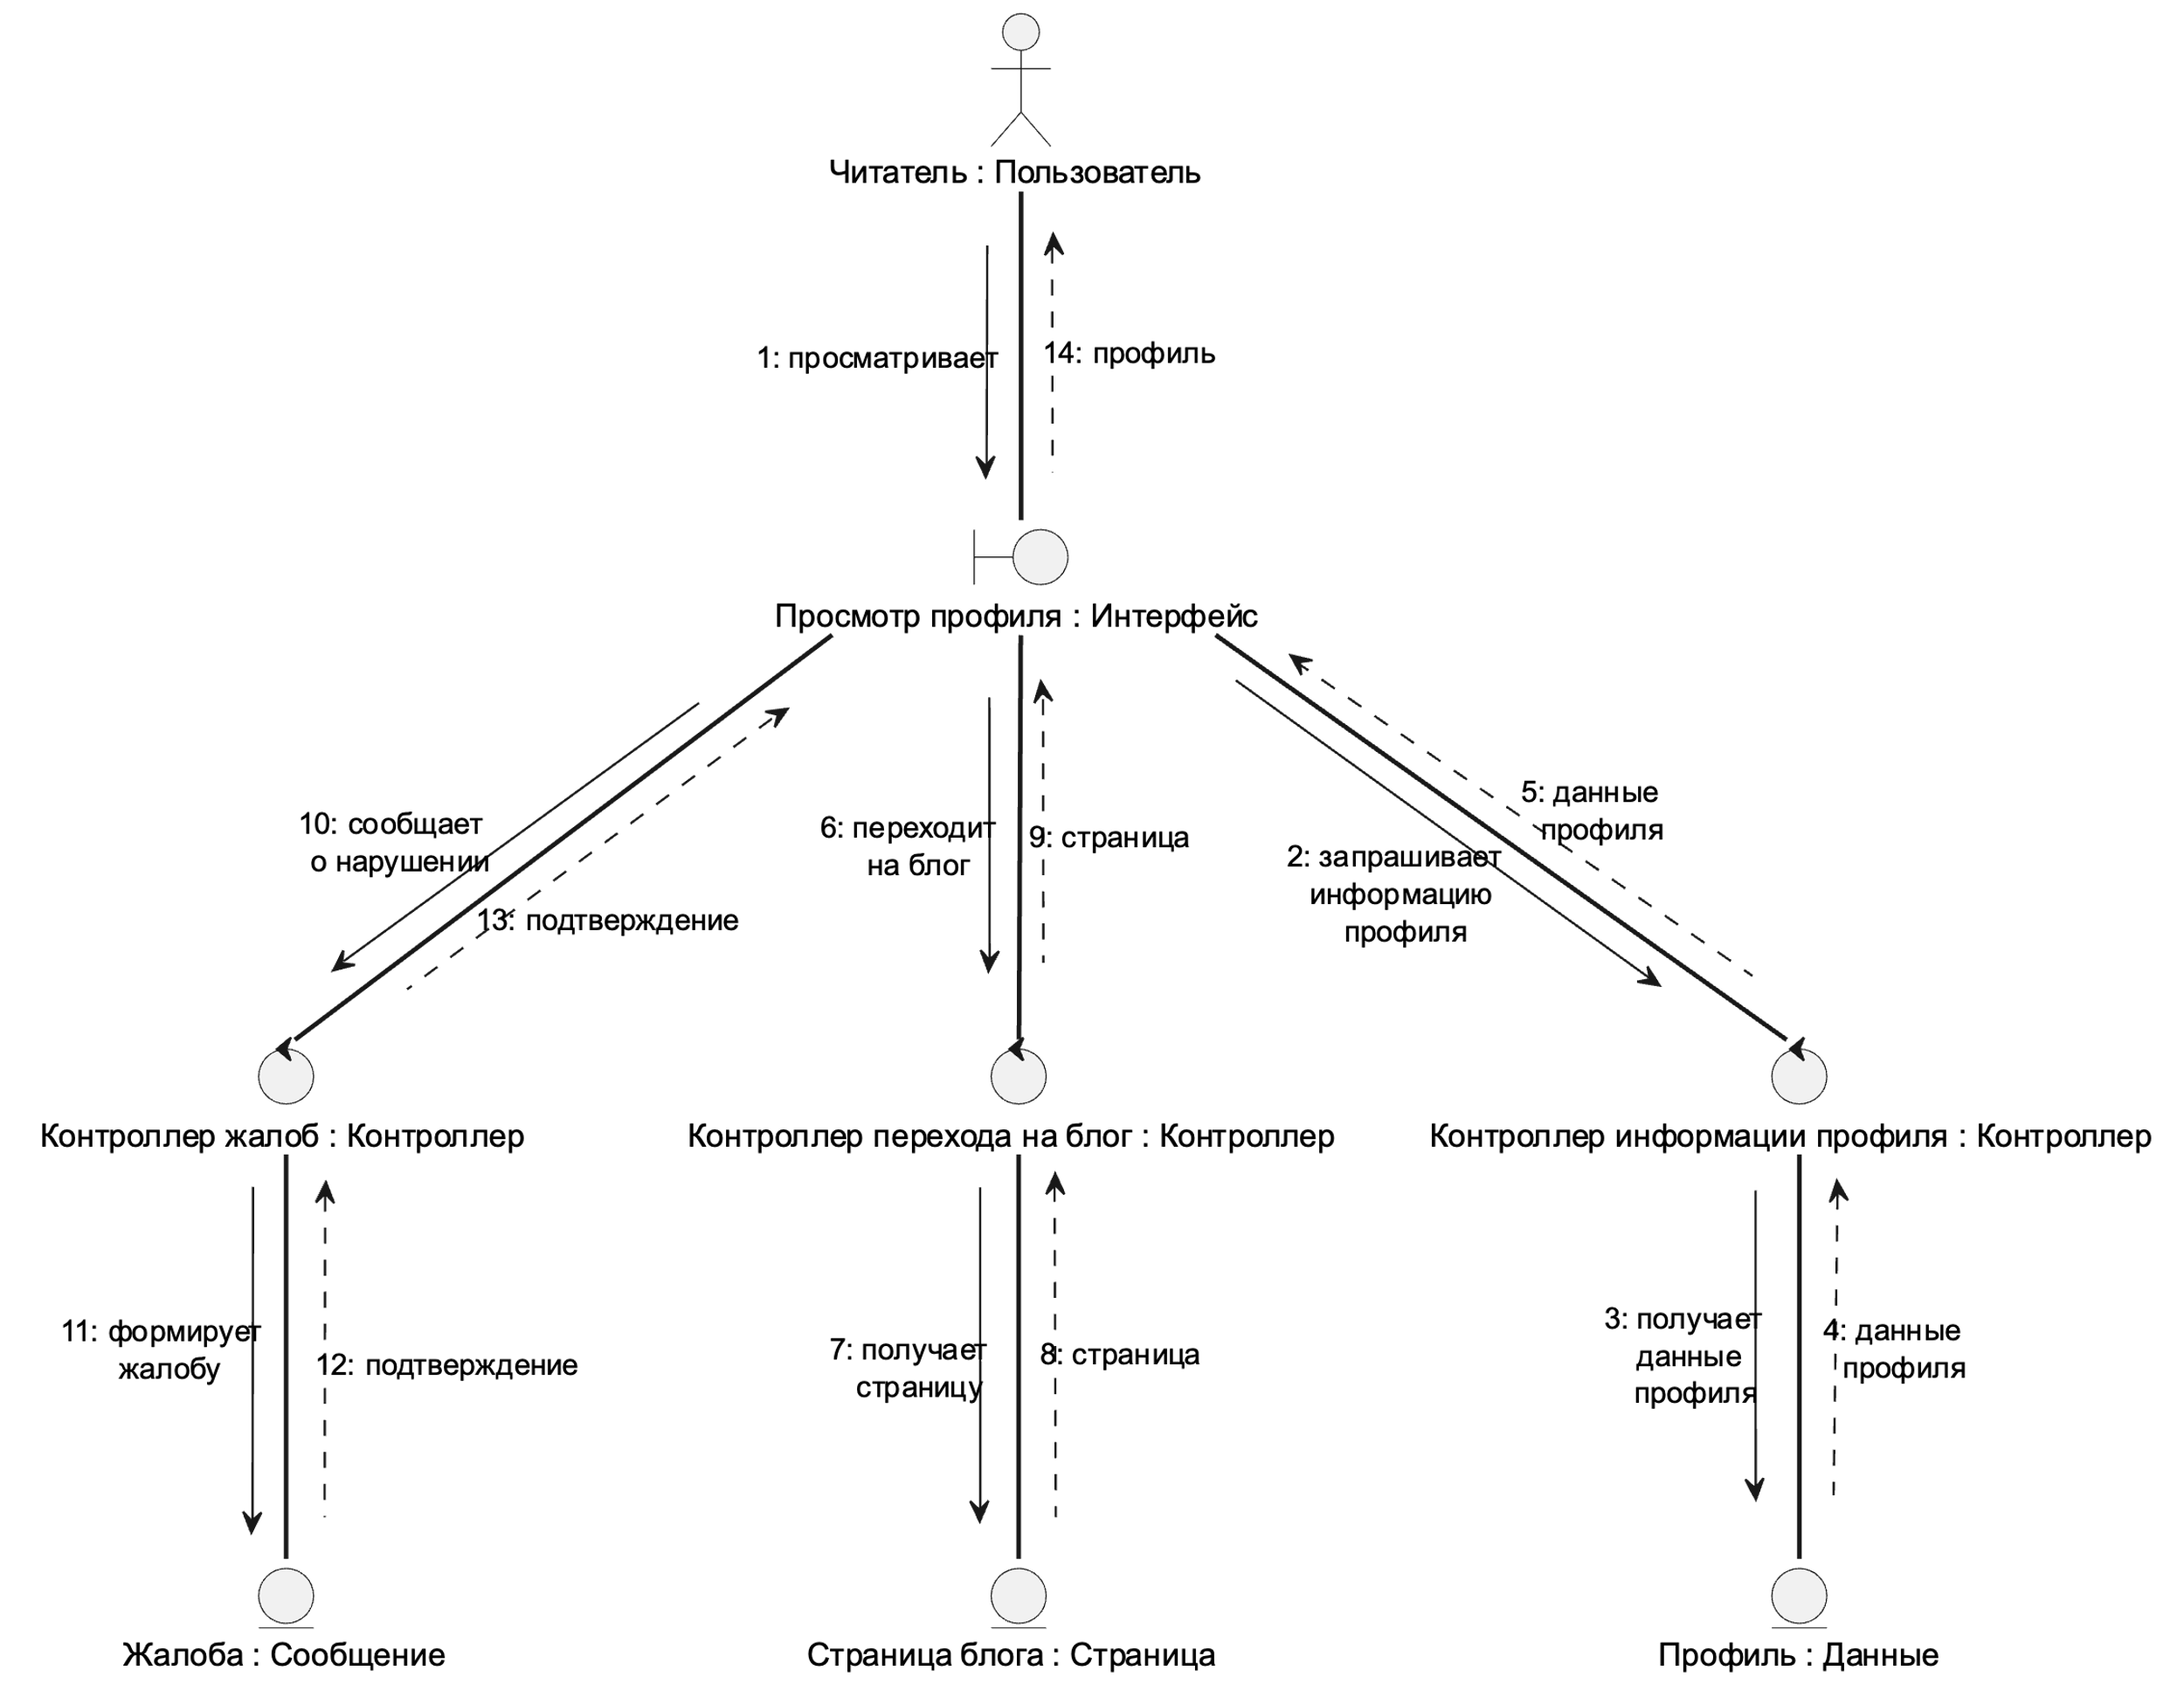 Читатель : Пользователь
1: просматривает
14: профиль
Просмотр профиля : Интерфейс
10: сообщает
о нарушении
13: подтверждение
6: переходит
на блог
9: страница
5: данные
профиля
2: запрашивает
информацию
профиля
Контроллер жалоб : Контроллер
Контроллер перехода на блог : Контроллер
Контроллер информации профиля : Контроллер
11: формирует
жалобу
12: подтверждение
7: получает
страницу
8: страница
3: получает
данные
профиля
4: данные
профиля
Жалоба : Сообщение
Страница блога : Страница
Профиль : Данные